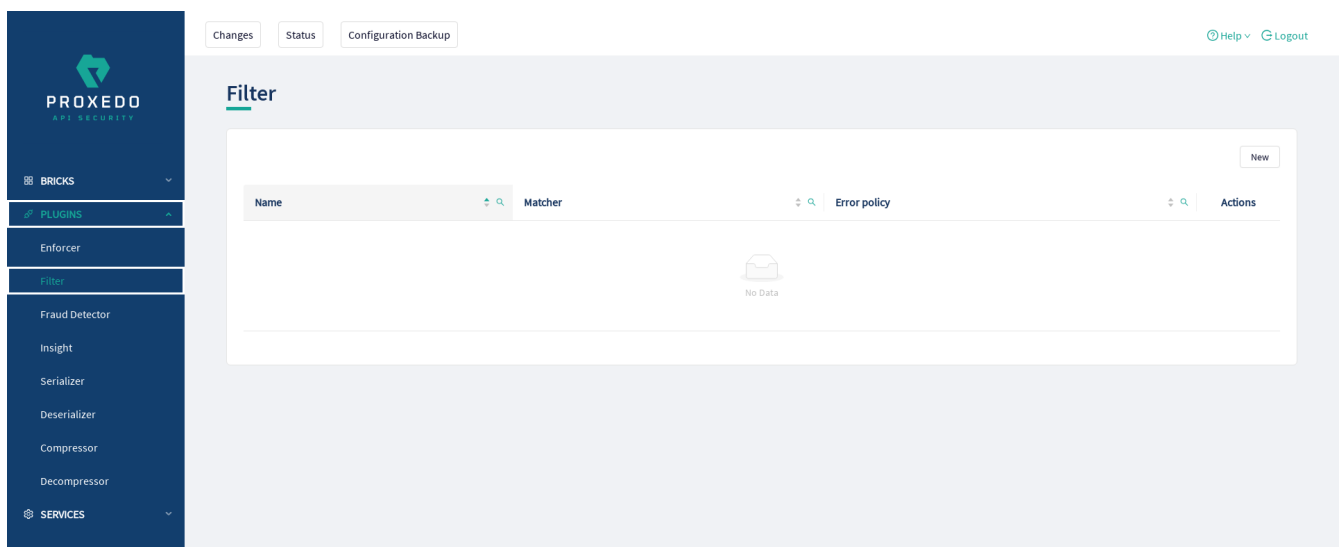 Changes Status Configuration Backup Help Logout
PROXEDO
API SECURITY
Filter
New
BRICKS
Name Matcher Error policy Actions
PLUGINS
Enforcer
Filter
No Data
Fraud Detector
Insight
Serializer
Deserializer
Compressor
Decompressor
SERVICES